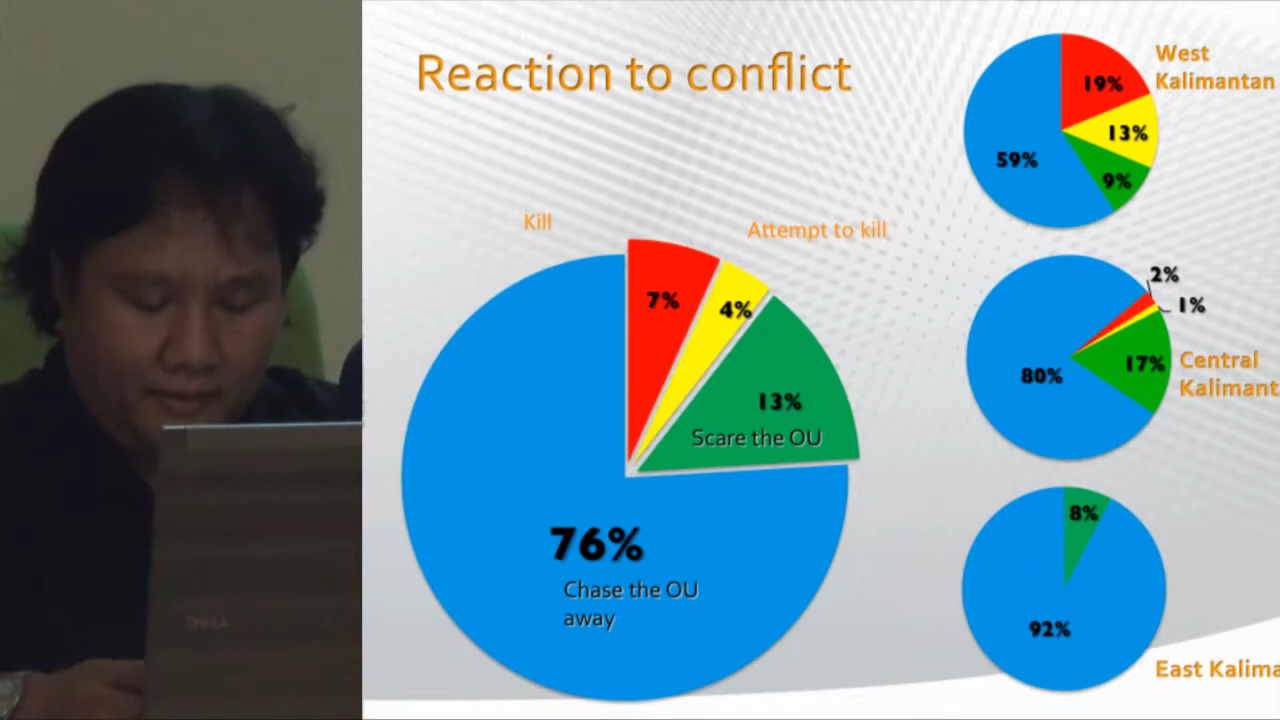 Reaction to conflict
Kill
Attempt to kill
7%
4%
13%
Scare the OU
76%
Chase the OU
away
West
Kalimantan
19%
13%
9%
59%
2%
1%
17%
80%
Central
Kalimant
8%
92%
East Kalima